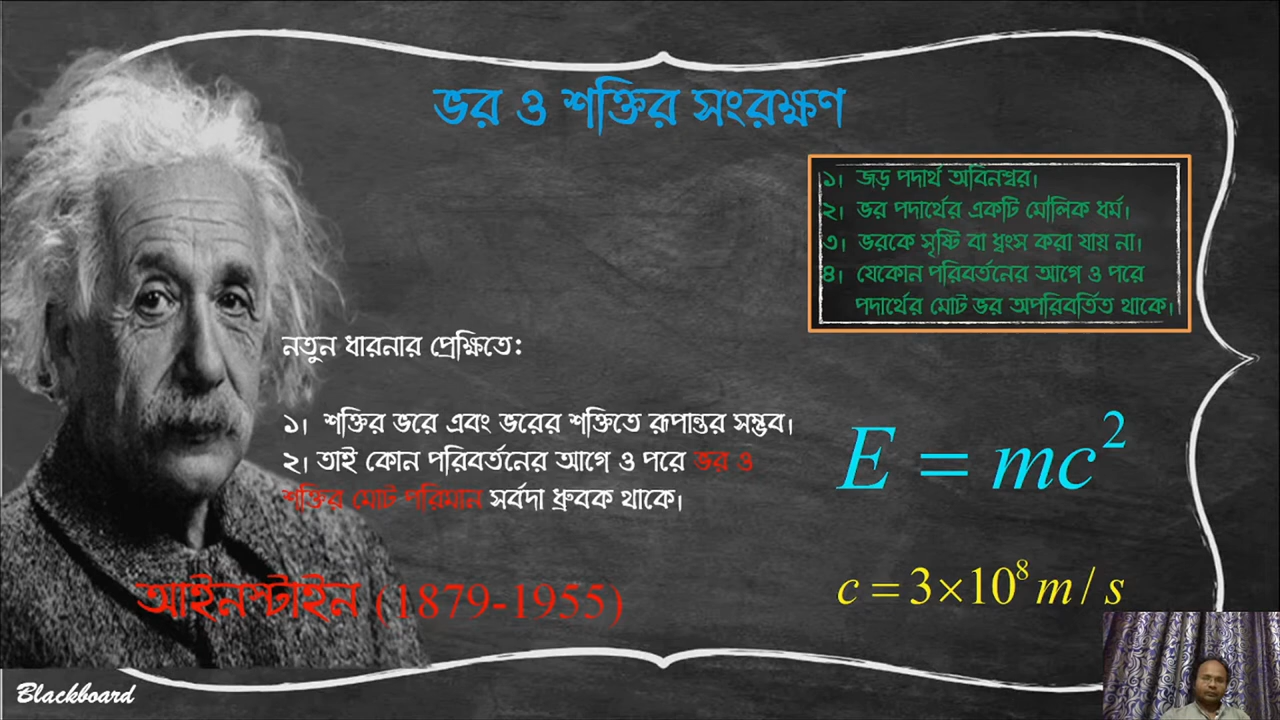 ভর ও শক্তির সংরক্ষণ
১। জড় পদার্থ অবিনশ্বর।
২। ভর পদার্থের একটি মৌলিক ধর্ম।
৩। ভরকে সৃষ্টি বা ধ্বংস করা যায় না।
৪। যেকোন পরিবর্তনের আগে ও পরে
পদার্থের মোট ভর অপরিবর্তিত থাকে।
নতুন ধারনার প্রেক্ষিতে:
১। শক্তির ভরে এবং ভরের শক্তিতে রূপান্তর সম্ভব।
২। তাই কোন পরিবর্তনের আগে ও পরে ভর ও
শক্তির মোট পরিমান সর্বদা ধ্রুবক থাকে।
E = mc²
c = 3×10⁸ m / s
আইনস্টাইন (1879-1955)
Blackboard